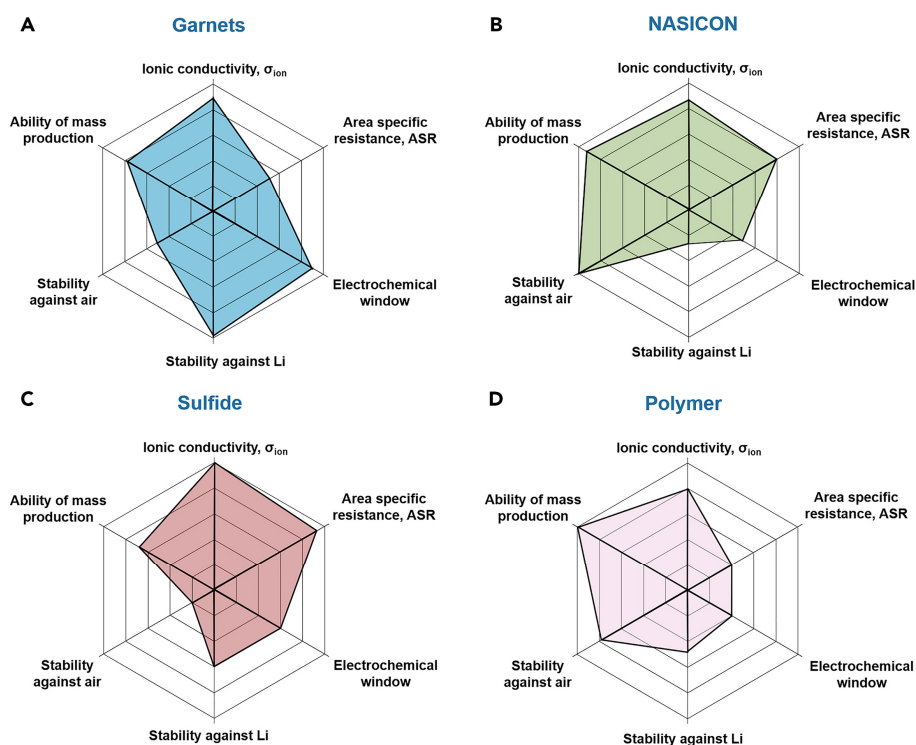 A
Garnets
Ionic conductivity, σion
Ability of mass
production
Area specific
resistance, ASR
Stability
against air
Electrochemical
window
Stability against Li
B
NASICON
Ionic conductivity, σion
Ability of mass
production
Area specific
resistance, ASR
Stability
against air
Electrochemical
window
Stability against Li
C
Sulfide
Ionic conductivity, σion
Ability of mass
production
Area specific
resistance, ASR
Stability
against air
Electrochemical
window
Stability against Li
D
Polymer
Ionic conductivity, σion
Ability of mass
production
Area specific
resistance, ASR
Stability
against air
Electrochemical
window
Stability against Li